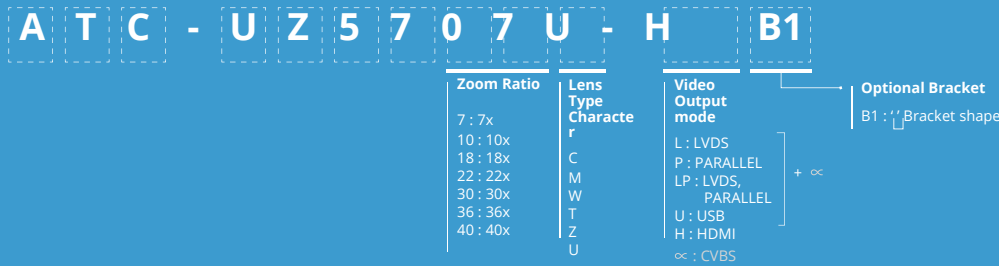 A T C - U Z 5 7 0 7 U - H B1
Zoom Ratio
7 : 7x
10 : 10x
18 : 18x
22 : 22x
30 : 30x
36 : 36x
40 : 40x
Lens
Type
Characte
r
C
M
W
T
Z
U
Video
Output
mode
L : LVDS
P : PARALLEL
LP : LVDS,
PARALLEL
U : USB
H : HDMI
∝ : CVBS
+ ∝
Optional Bracket
B1 : ‘⊔’ Bracket shape